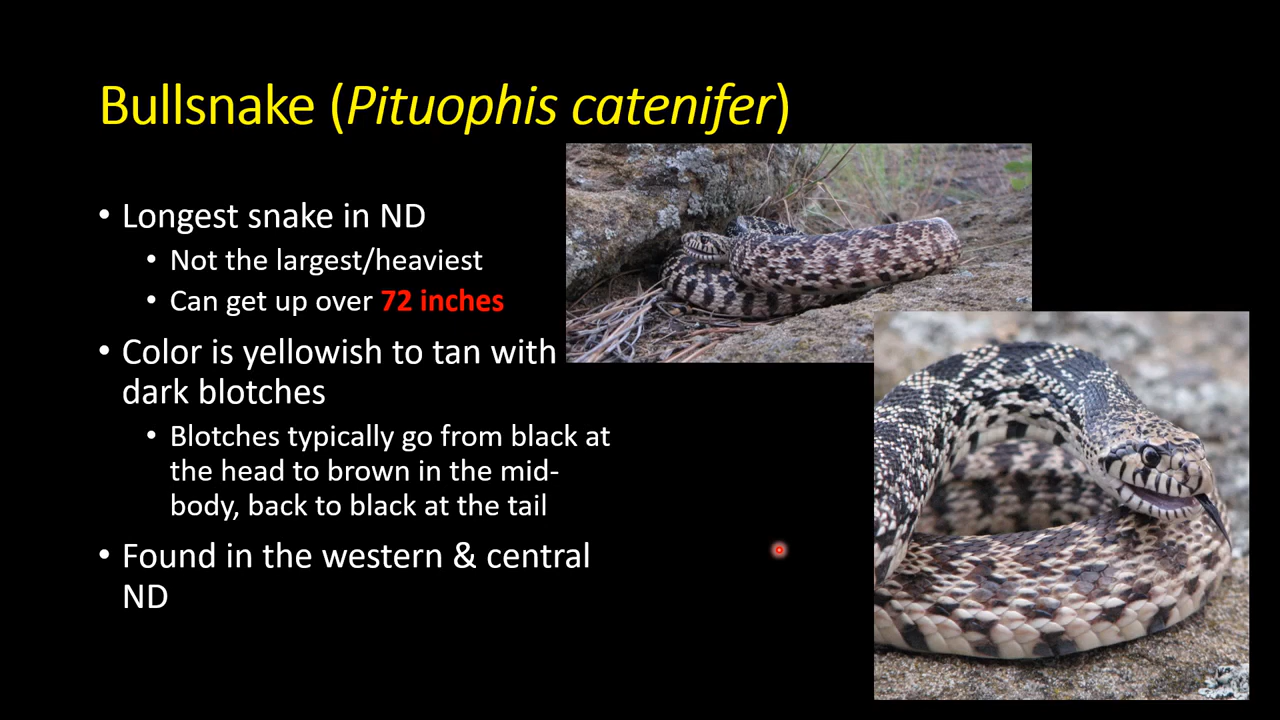 Bullsnake (Pituophis catenifer)
• Longest snake in ND
• Not the largest/heaviest
• Can get up over 72 inches
• Color is yellowish to tan with
dark blotches
• Blotches typically go from black at
the head to brown in the mid-
body, back to black at the tail
• Found in the western & central
ND